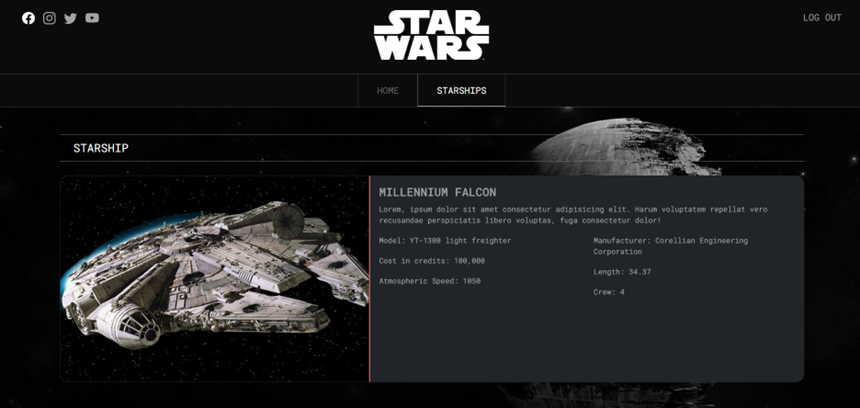 STAR
WARS
LOG OUT
HOME
STARSHIPS
STARSHIP
MILLENNIUM FALCON
Lorem, ipsum dolor sit amet consectetur adipisicing elit. Harum voluptatem repellat vero
recusandae perspiciatis libero voluptas, fuga consectetur dolor!
Model: YT-1300 light freighter
Cost in credits: 100,000
Atmospheric Speed: 1050
Manufacturer: Corellian Engineering
Corporation
Length: 34.37
Crew: 4